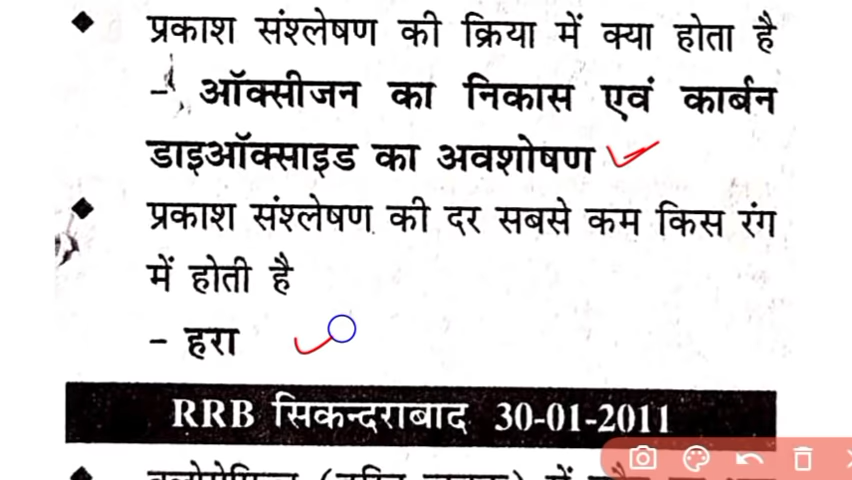 ◆ प्रकाश संश्लेषण की क्रिया में क्या होता है
– ऑक्सीजन का निकास एवं कार्बन
डाइऑक्साइड का अवशोषण
◆ प्रकाश संश्लेषण की दर सबसे कम किस रंग
में होती है
– हरा
RRB सिकन्दराबाद 30-01-2011